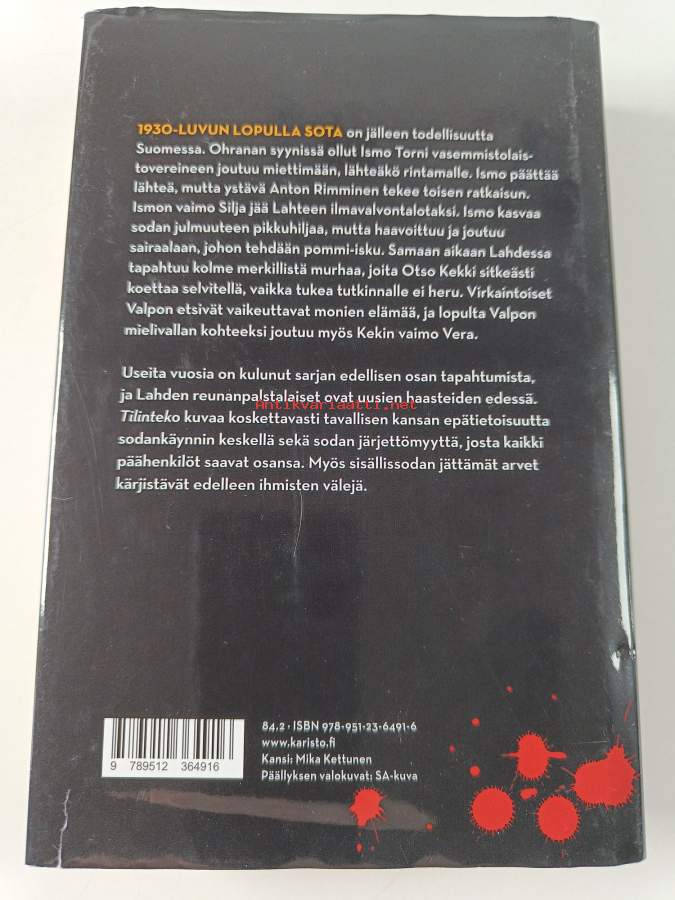 1930-LUVUN LOPULLA SOTA on jälleen todellisuutta
Suomessa. Ohranan syynissä ollut Ismo Torni vasemmistolais-
tovereineen joutuu miettimään, lähteäkö rintamalle. Ismo päättää
lähteä, mutta ystävä Anton Rimminen tekee toisen ratkaisun.
Ismon vaimo Silja jää Lahteen ilmavalvontalotaksi. Ismo kasvaa
sodan julmuuteen pikkuhiljaa, mutta haavoittuu ja joutuu
sairaalaan, johon tehdään pommi-isku. Samaan aikaan Lahdessa
tapahtuu kolme merkillistä murhaa, joita Otso Kekki sitkeästi
koettaa selvitellä, vaikka tukea tutkinnalle ei heru. Virkaintoiset
Valpon etsivät vaikeuttavat monien elämää, ja lopulta Valpon
mielivallan kohteeksi joutuu myös Kekin vaimo Vera.
Useita vuosia on kulunut sarjan edellisen osan tapahtumista,
ja Lahden reunanpalstalaiset ovat uusien haasteiden edessä.
Antikvariaatti.net
Tilinteko kuvaa koskettavasti tavallisen kansan epätietoisuutta
sodankäynnin keskellä sekä sodan järjettömyyttä, josta kaikki
päähenkilöt saavat osansa. Myös sisällissodan jättämät arvet
kärjistävät edelleen ihmisten välejä.
84.2 · ISBN 978-951-23-6491-6
www.karisto.fi
Kansi: Mika Kettunen
Päällyksen valokuvat: SA-kuva
9 789512 364916